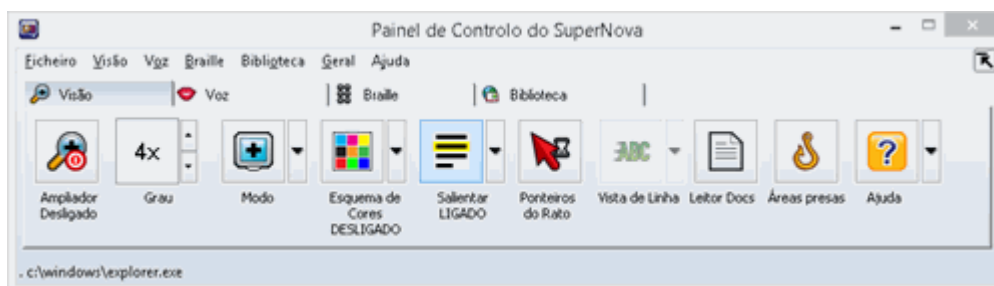 Painel de Controlo do SuperNova
Ficheiro Visão Voz Braille Biblioteca Geral Ajuda
Visão Voz Braille Biblioteca
4x ABC ?
Ampliador Desligado Grau Modo Esquema de Cores DESLIGADO Salientar LIGADO Ponteiros do Rato Vista de Linha Leitor Docs Áreas presas Ajuda
. c:\windows\explorer.exe